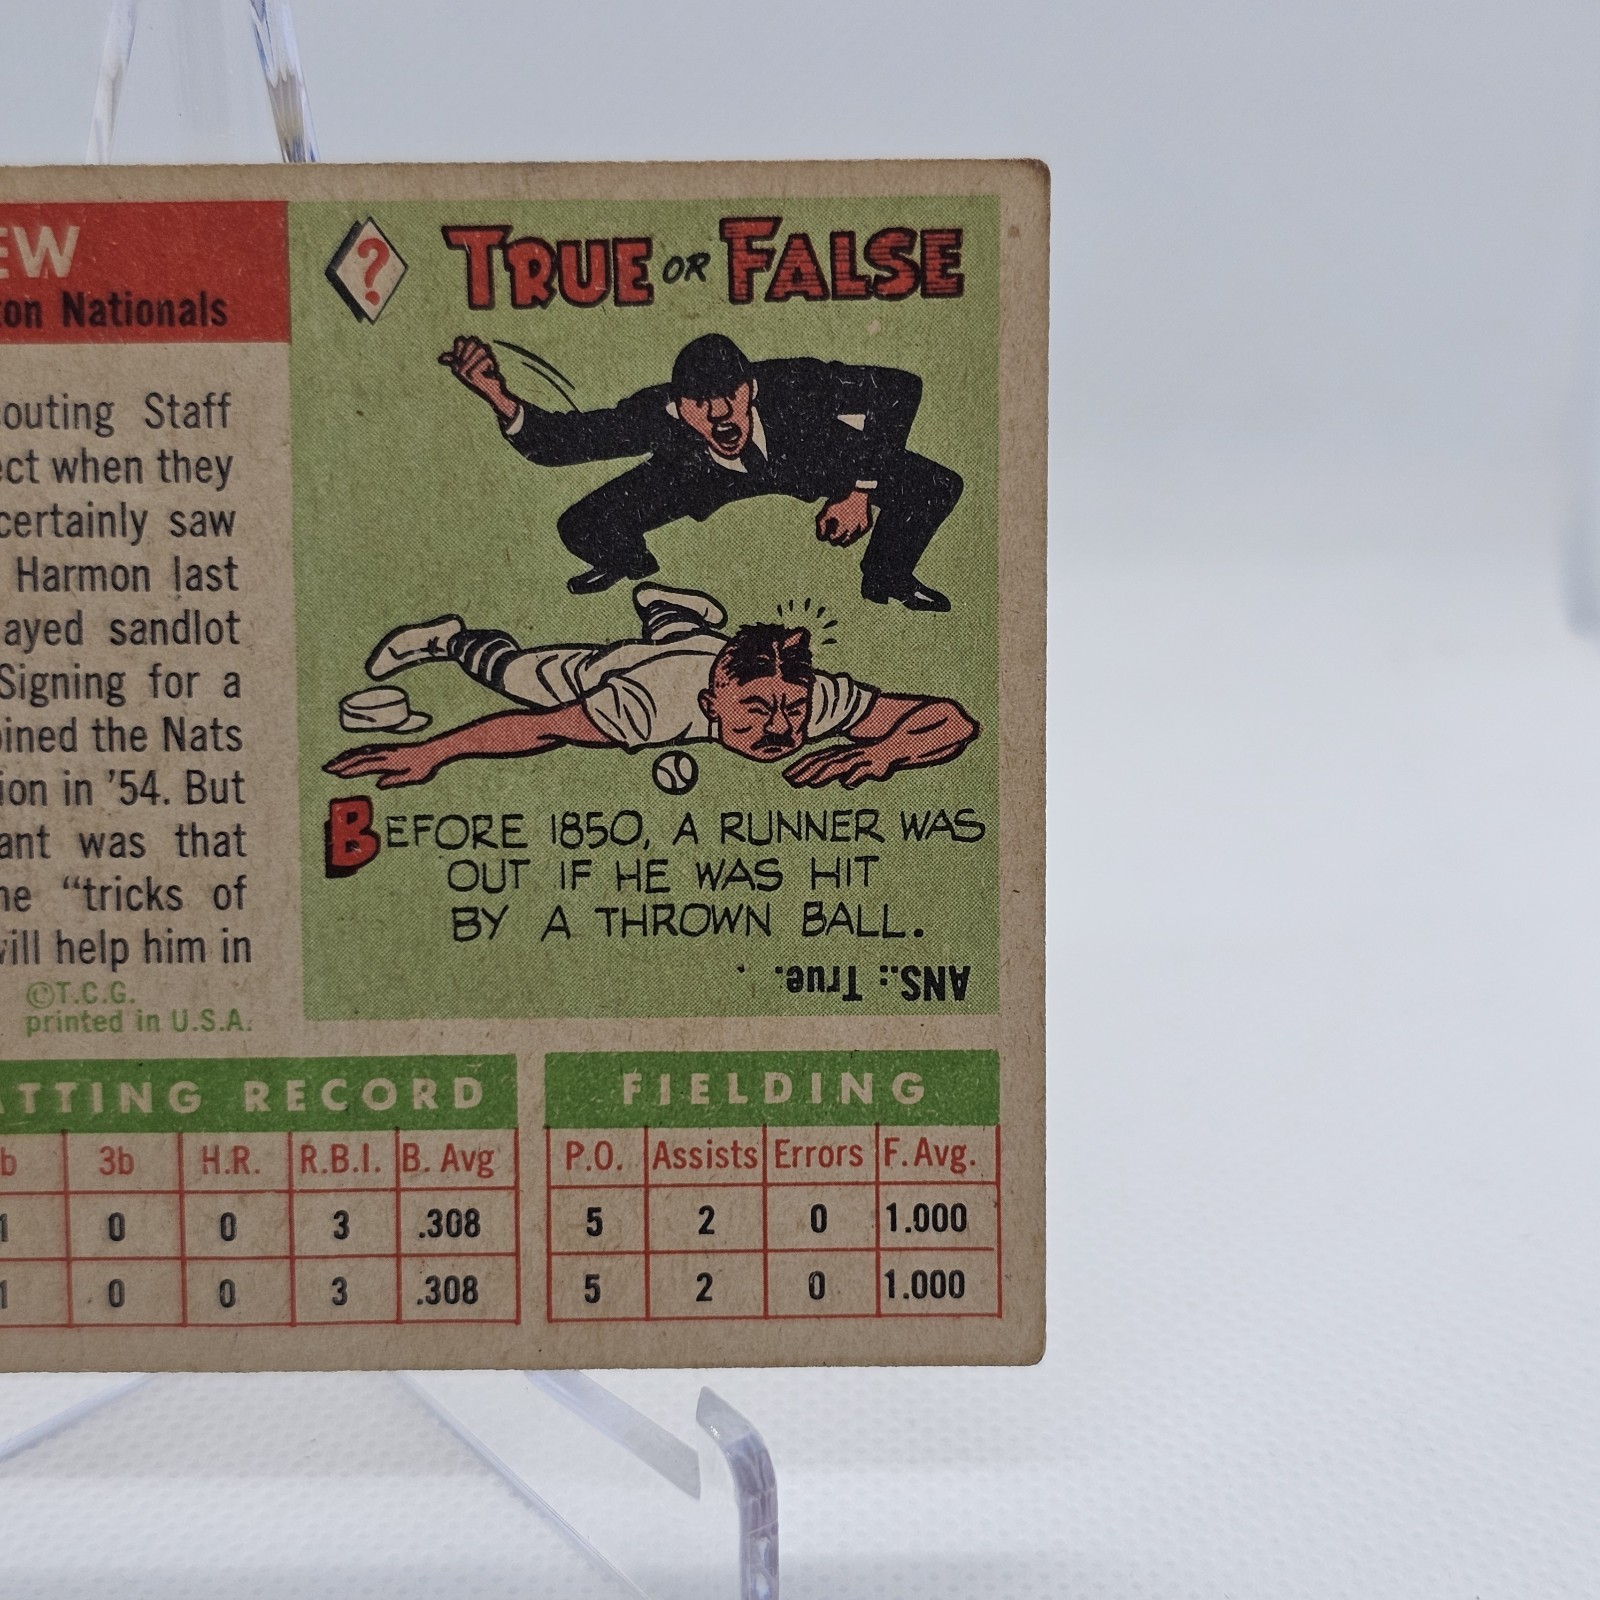 EW
ton Nationals
couting Staff
ect when they
certainly saw
Harmon last
ayed sandlot
Signing for a
oined the Nats
ion in '54. But
ant was that
he "tricks of
will help him in
©T.C.G.
printed in U.S.A.
?
TRUE OR FALSE
BEFORE 1850, A RUNNER WAS
OUT IF HE WAS HIT
BY A THROWN BALL.
ANS.: True.
ATTING RECORD
b 3b H.R. R.B.I. B. Avg
1 0 0 3 .308
1 0 0 3 .308
FIELDING
P.O. Assists Errors F. Avg.
5 2 0 1.000
5 2 0 1.000